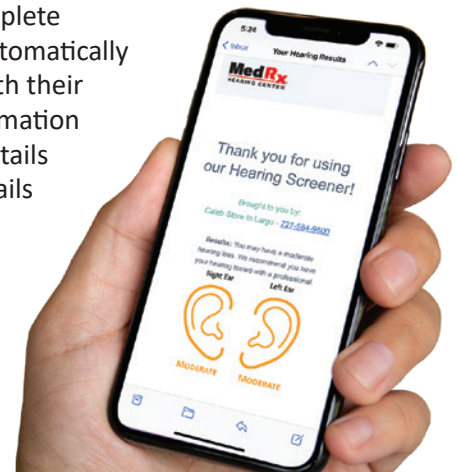 plete
tomatically
th their
mation
tails
ails
5:24
Inbox
Your Hearing Results
MedRx
HEARING CENTER
Thank you for using
our Hearing Screener!
Brought to you by:
Caleb Store in Largo - 727-584-9600
Results: You may have a moderate
hearing loss. We recommend you have
your hearing tested with a professional.
Right Ear Left Ear
MODERATE MODERATE